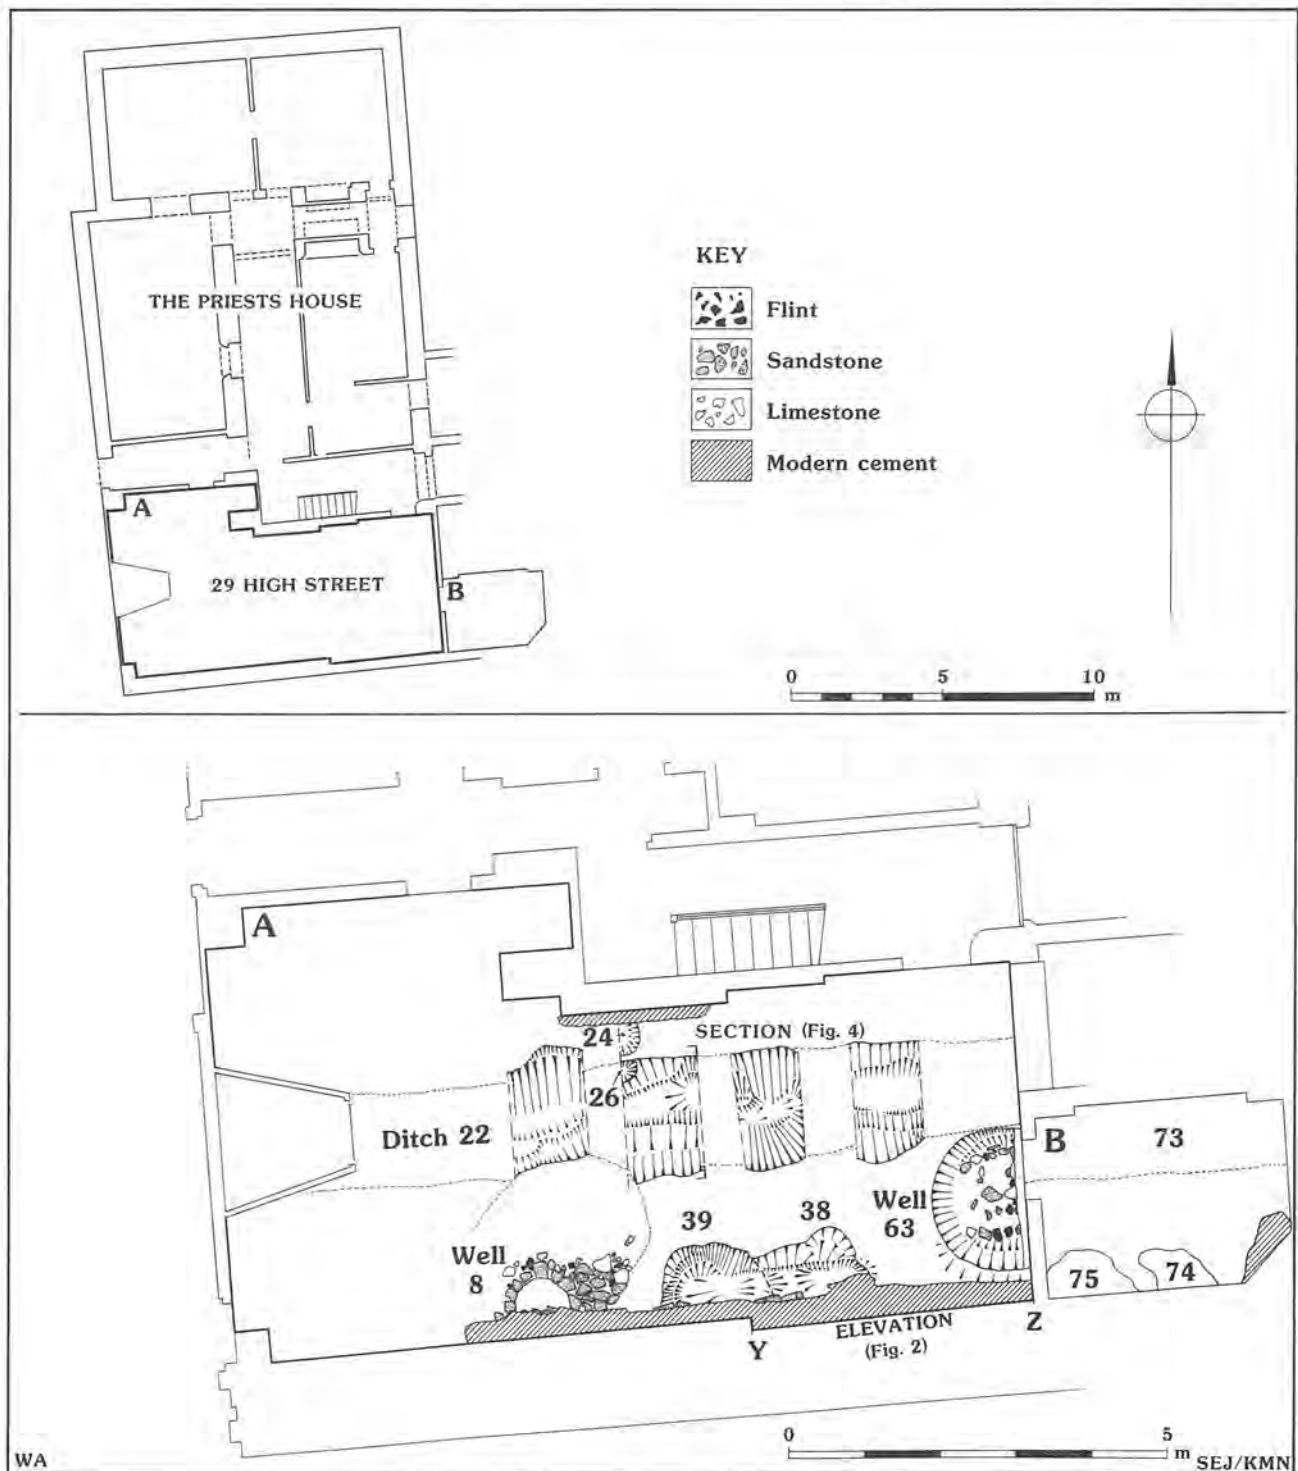 THE PRIESTS HOUSE
A
29 HIGH STREET
B
KEY
Flint
Sandstone
Limestone
Modern cement
0 5 10
m
A
24
SECTION (Fig. 4)
26
Ditch 22
B
73
Well
8
39
38
Well
63
75
74
Y
ELEVATION
(Fig. 2)
Z
0 5
m
WA
SEJ/KMN